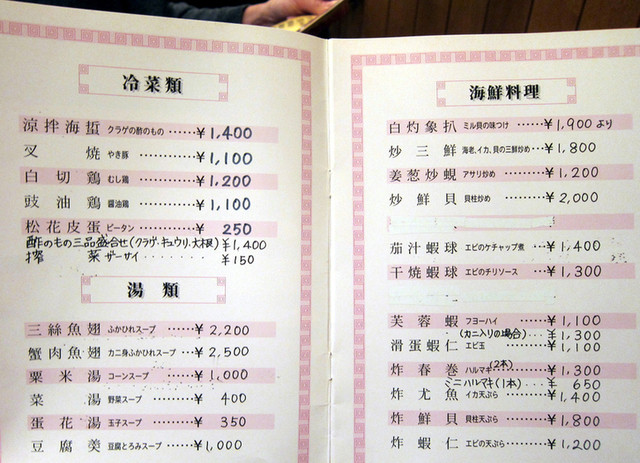 冷菜類
涼拌海蜇 クラゲの酢のもの ……¥1,400
叉焼 やき豚 ………¥1,100
白切鶏 むし鶏 ………¥1,200
豉油鶏 醤油鶏 ………¥1,100
松花皮蛋 ピータン ………¥ 250
酢のもの三品盛合せ(クラゲ、キュウリ、大根)¥1,400
搾菜 ザーサイ・・・・・・・¥150
湯類
三絲魚翅 ふかひれスープ ………¥2,200
蟹肉魚翅 カニ身ふかひれスープ ……¥2,500
粟米湯 コーンスープ ………¥1,000
菜湯 野菜スープ ………¥ 400
蛋花湯 玉子スープ ………¥ 350
豆腐羹 豆腐とろみスープ ……¥1,000
海鮮料理
白灼象扒 ミル貝の味つけ ………¥1,900より
炒三鮮 海老、イカ、貝の三鮮炒め …¥1,800
姜葱炒蜆 アサリ炒め ………¥1,200
炒鮮貝 貝柱炒め ………¥2,000
茄汁蝦球 エビのケチャップ煮 …¥1,400
干焼蝦球 エビのチリソース …¥1,300
芙蓉蝦 フヨーハイ ………¥1,100
(カニ入りの場合)…¥1,300
滑蛋蝦仁 エビ玉 ………¥1,100
炸春巻 ハルマキ(2本) ………¥1,300
ミニハルマキ(1本)…¥ 650
炸尤魚 イカ天ぷら ………¥1,400
炸鮮貝 貝柱天ぷら ………¥1,800
炸蝦仁 エビの天ぷら ………¥1,200